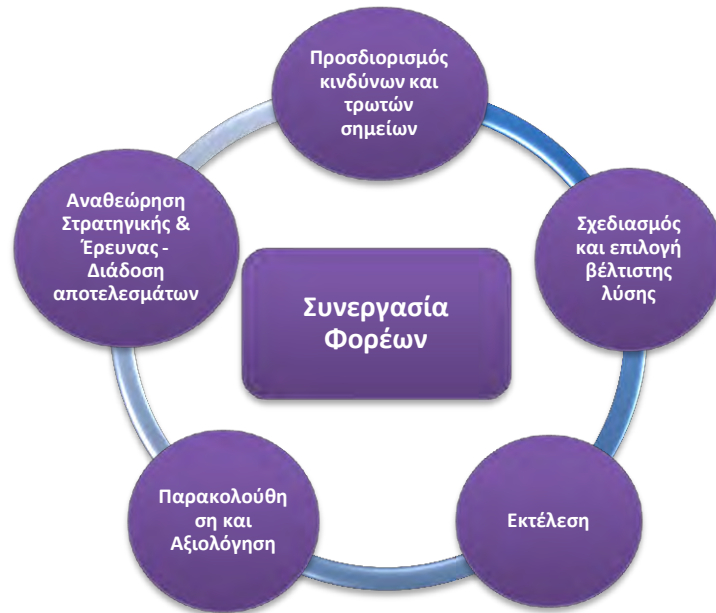 Προσδιορισμός
κινδύνων και
τρωτών
σημείων
Σχεδιασμός
και επιλογή
βέλτιστης
λύσης
Εκτέλεση
Παρακολούθη
ση και
Αξιολόγηση
Αναθεώρηση
Στρατηγικής &
Έρευνας -
Διάδοση
αποτελεσμάτων
Συνεργασία
Φορέων